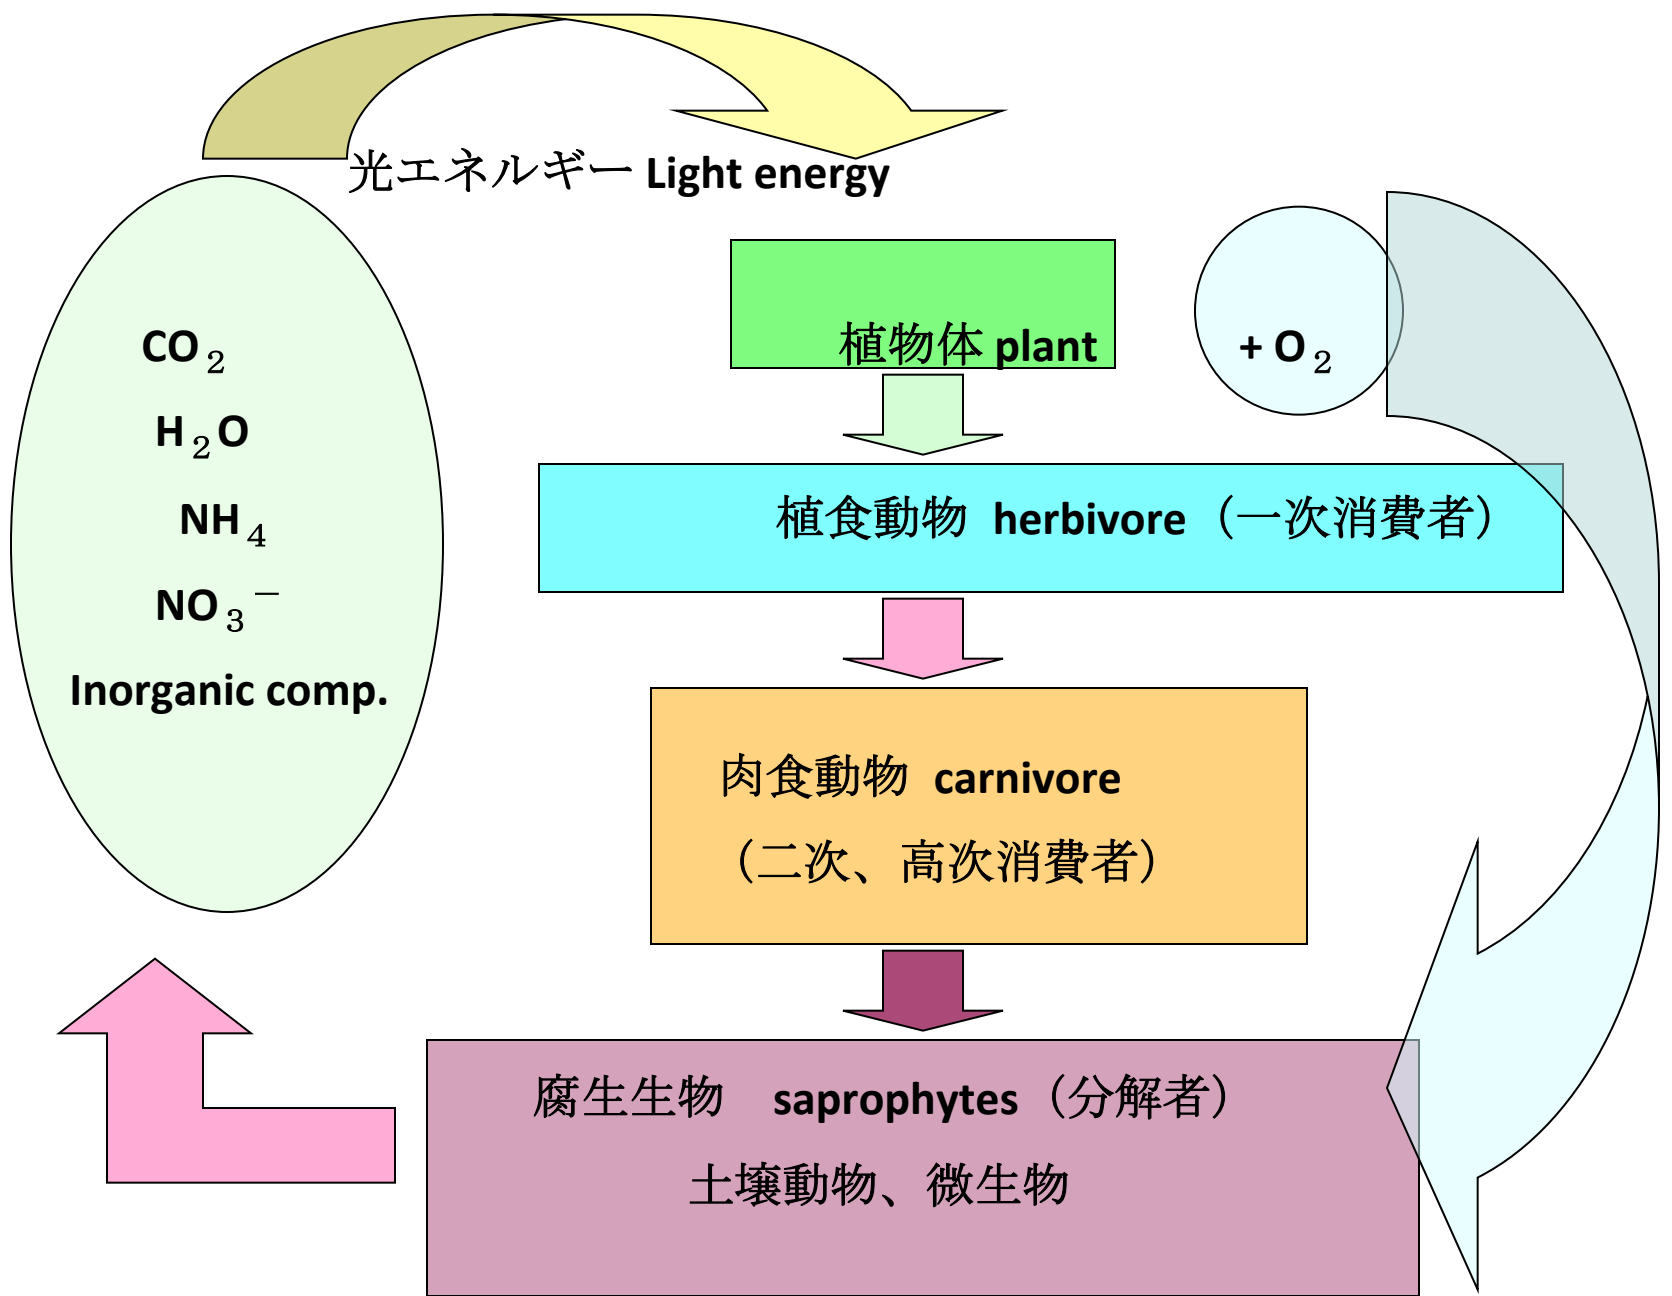 光エネルギー Light energy
植物体 plant
+ O₂
CO₂
H₂O
NH₄
NO₃⁻
Inorganic comp.
植食動物 herbivore（一次消費者）
肉食動物 carnivore
（二次、高次消費者）
腐生生物　saprophytes（分解者）
土壌動物、微生物